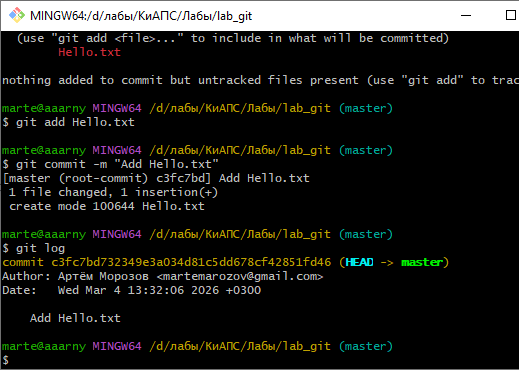 MINGW64:/d/лабы/КиАПС/Лабы/lab_git
(use "git add <file>..." to include in what will be committed)
Hello.txt
nothing added to commit but untracked files present (use "git add" to trac
marte@aaarny MINGW64 /d/лабы/КиАПС/Лабы/lab_git (master)
$ git add Hello.txt
marte@aaarny MINGW64 /d/лабы/КиАПС/Лабы/lab_git (master)
$ git commit -m "Add Hello.txt"
[master (root-commit) c3fc7bd] Add Hello.txt
1 file changed, 1 insertion(+)
create mode 100644 Hello.txt
marte@aaarny MINGW64 /d/лабы/КиАПС/Лабы/lab_git (master)
$ git log
commit c3fc7bd732349e3a034d81c5dd678cf42851fd46 (HEAD -> master)
Author: Артём Морозов <martemarozov@gmail.com>
Date:   Wed Mar 4 13:32:06 2026 +0300
Add Hello.txt
marte@aaarny MINGW64 /d/лабы/КиАПС/Лабы/lab_git (master)
$